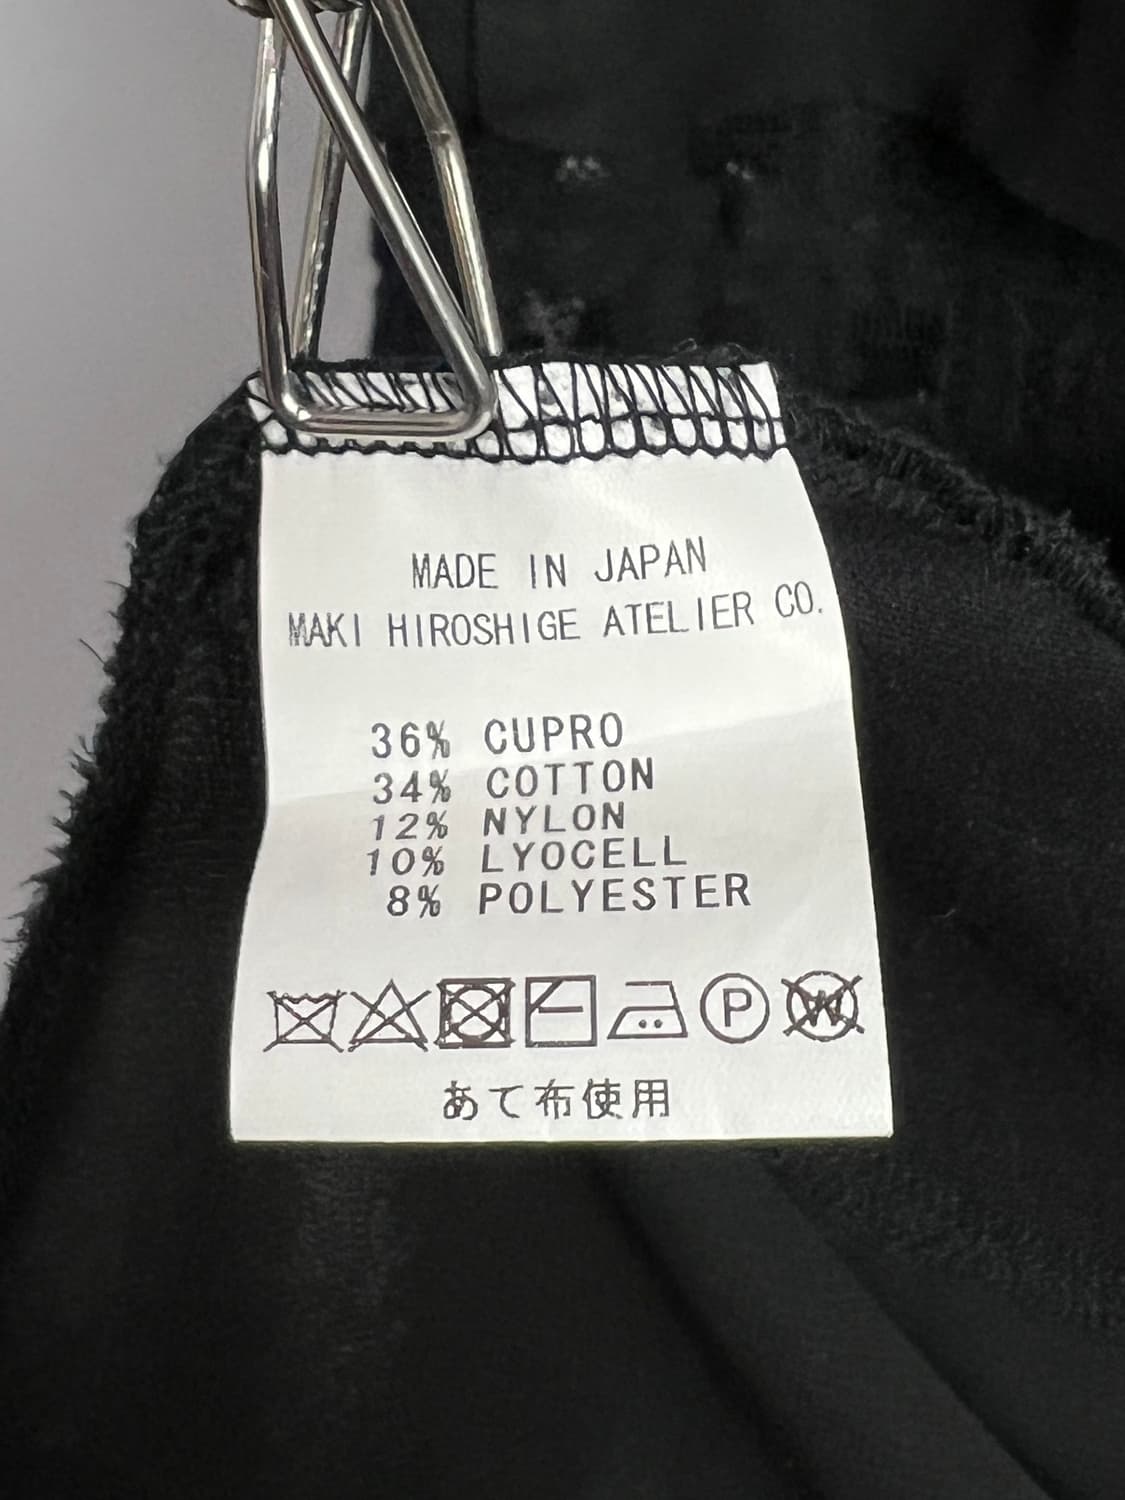 MADE IN JAPAN
MAKI HIROSHIGE ATELIER CO.
36% CUPRO
34% COTTON
12% NYLON
10% LYOCELL
8% POLYESTER
P W
あて布使用